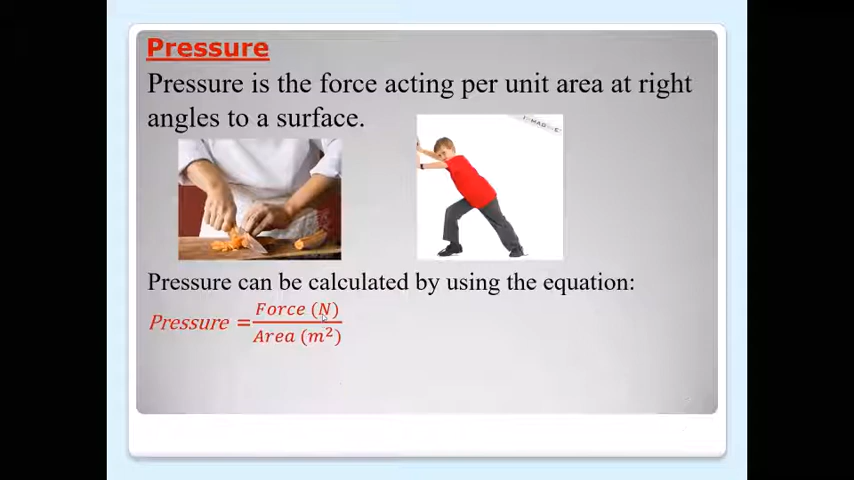 Pressure
Pressure is the force acting per unit area at right
angles to a surface.
Pressure can be calculated by using the equation:
Pressure = Force (N) / Area (m²)